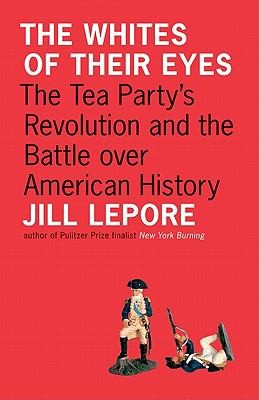 THE WHITES
OF THEIR EYES
The Tea Party's
Revolution and the
Battle over
American History
JILL LEPORE
author of Pulitzer Prize finalist New York Burning